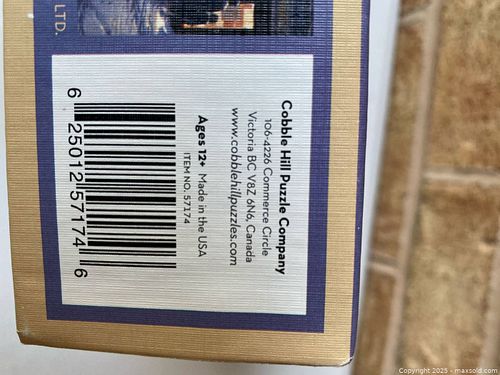 LTD.
Cobble Hill Puzzle Company
106-4226 Commerce Circle
Victoria BC V8Z 6N6, Canada
www.cobblehillpuzzles.com
Ages 12+ Made in the USA
ITEM NO. 57174
6 25012 57174 6
Copyright 2025 - maxsold.com